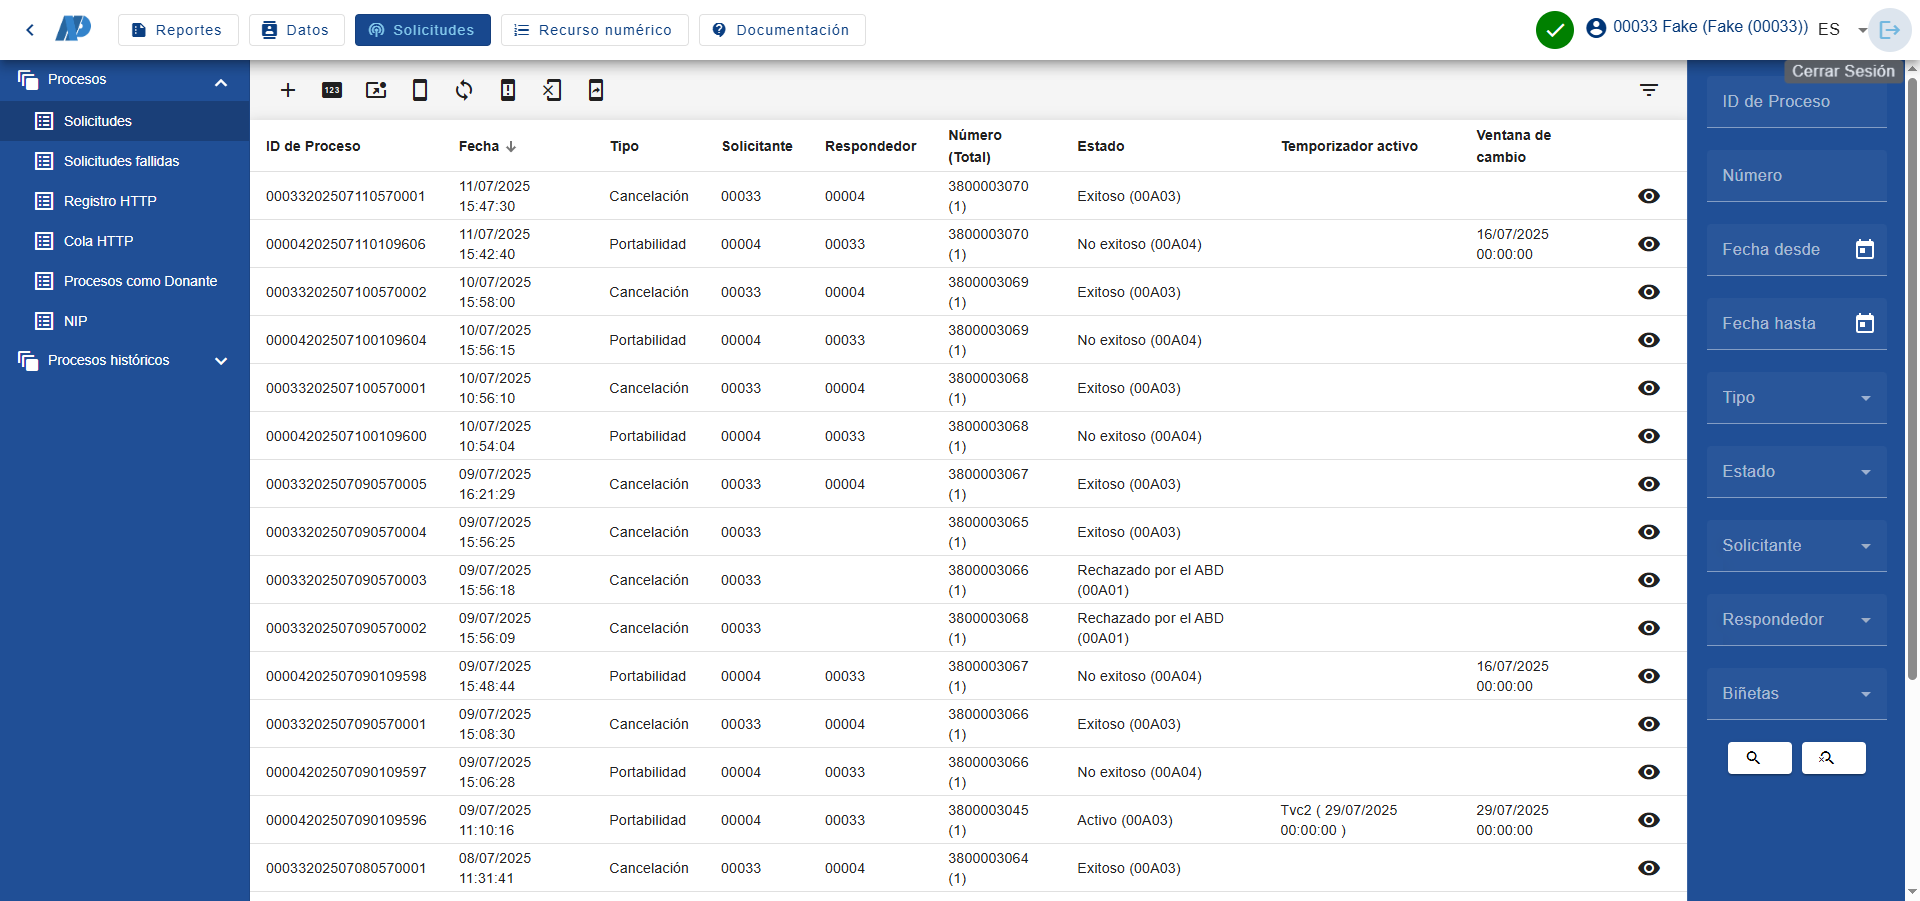 Reportes
Datos
Solicitudes
Recurso numérico
Documentación
00033 Fake (Fake (00033))
ES
Cerrar Sesión
Procesos
Solicitudes
Solicitudes fallidas
Registro HTTP
Cola HTTP
Procesos como Donante
NIP
Procesos históricos
123
ID de Proceso Fecha Tipo Solicitante Respondedor Número (Total) Estado Temporizador activo Ventana de cambio
00033202507110570001 11/07/2025 15:47:30 Cancelación 00033 00004 3800003070 (1) Exitoso (00A03)
00004202507110109606 11/07/2025 15:42:40 Portabilidad 00004 00033 3800003070 (1) No exitoso (00A04) 16/07/2025 00:00:00
00033202507100570002 10/07/2025 15:58:00 Cancelación 00033 00004 3800003069 (1) Exitoso (00A03)
00004202507100109604 10/07/2025 15:56:15 Portabilidad 00004 00033 3800003069 (1) No exitoso (00A04)
00033202507100570001 10/07/2025 10:56:10 Cancelación 00033 00004 3800003068 (1) Exitoso (00A03)
00004202507100109600 10/07/2025 10:54:04 Portabilidad 00004 00033 3800003068 (1) No exitoso (00A04)
00033202507090570005 09/07/2025 16:21:29 Cancelación 00033 00004 3800003067 (1) Exitoso (00A03)
00033202507090570004 09/07/2025 15:56:25 Cancelación 00033 3800003065 (1) Exitoso (00A03)
00033202507090570003 09/07/2025 15:56:18 Cancelación 00033 3800003066 (1) Rechazado por el ABD (00A01)
00033202507090570002 09/07/2025 15:56:09 Cancelación 00033 3800003068 (1) Rechazado por el ABD (00A01)
00004202507090109598 09/07/2025 15:48:44 Portabilidad 00004 00033 3800003067 (1) No exitoso (00A04) 16/07/2025 00:00:00
00033202507090570001 09/07/2025 15:08:30 Cancelación 00033 00004 3800003066 (1) Exitoso (00A03)
00004202507090109597 09/07/2025 15:06:28 Portabilidad 00004 00033 3800003066 (1) No exitoso (00A04)
00004202507090109596 09/07/2025 11:10:16 Portabilidad 00004 00033 3800003045 (1) Activo (00A03) Tvc2 ( 29/07/2025 00:00:00 ) 29/07/2025 00:00:00
00033202507080570001 08/07/2025 11:31:41 Cancelación 00033 00004 3800003064 (1) Exitoso (00A03)
ID de Proceso
Número
Fecha desde
Fecha hasta
Tipo
Estado
Solicitante
Respondedor
Biñetas